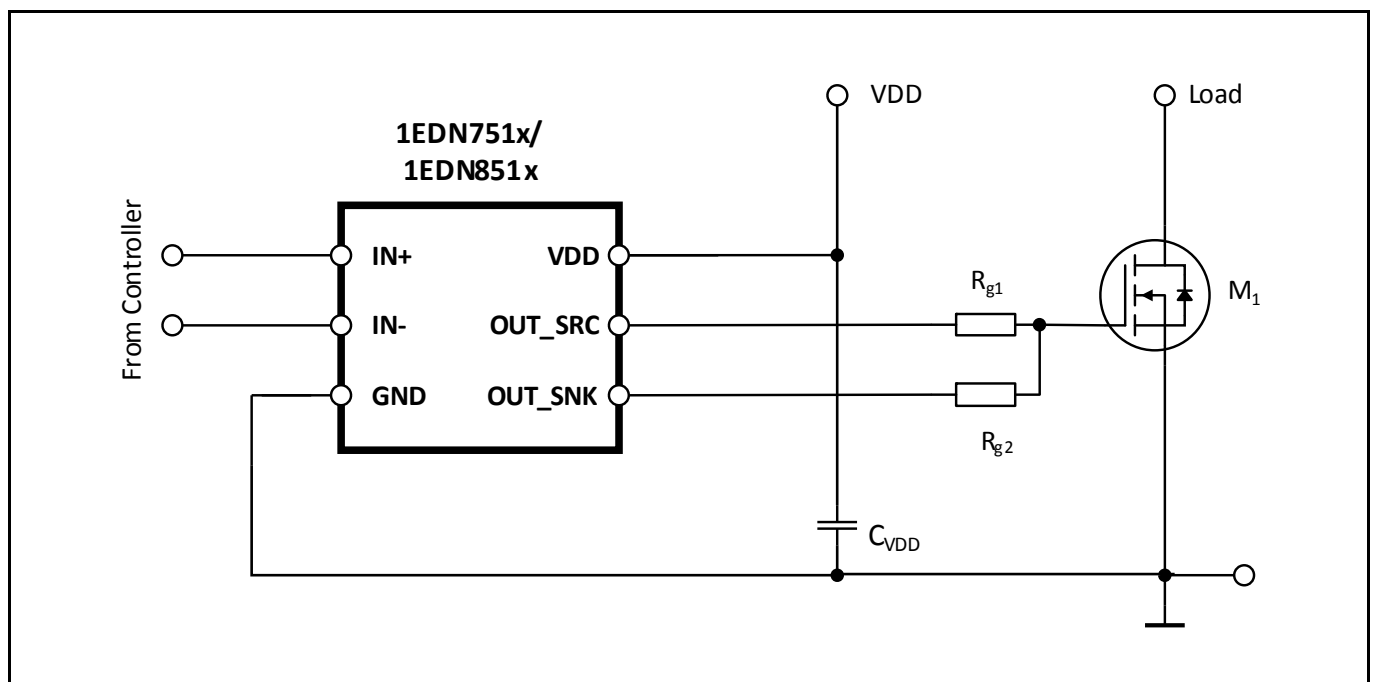 VDD
Load
1EDN751x/
1EDN851x
From Controller
IN+
VDD
IN-
OUT_SRC
GND
OUT_SNK
Rg1
Rg2
M1
CVDD